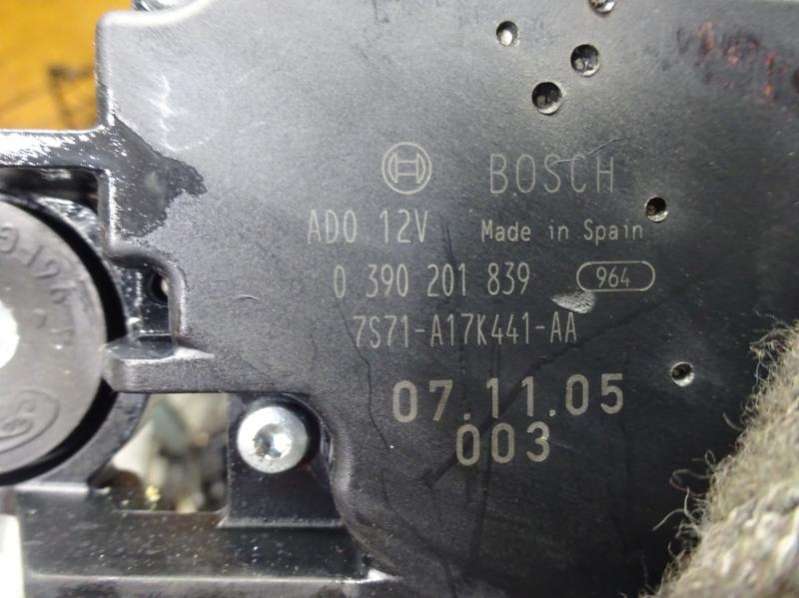 BOSCH
ADO 12V Made in Spain
0 390 201 839 964
7S71-A17K441-AA
07.11.05
003